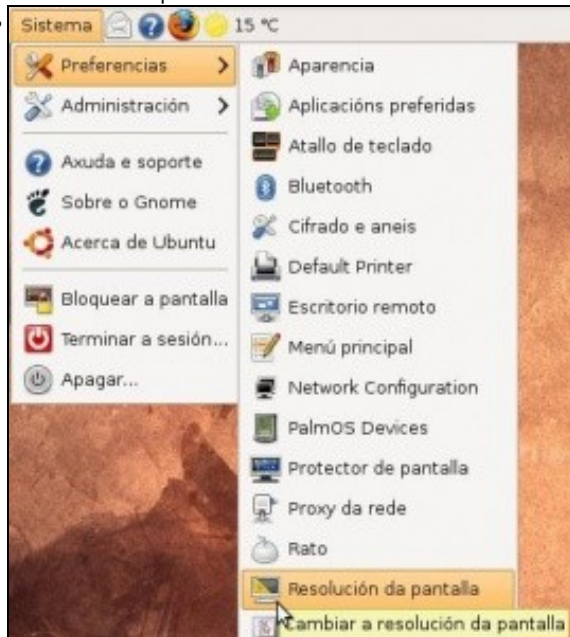 Sistema 15 °C
Preferencias
Administración
Axuda e soporte
Sobre o Gnome
Acerca de Ubuntu
Bloquear a pantalla
Terminar a sesión...
Apagar...
Aparencia
Aplicacións preferidas
Atallo de teclado
Bluetooth
Cifrado e aneis
Default Printer
Escritorio remoto
Menú principal
Network Configuration
PalmOS Devices
Protector de pantalla
Proxy da rede
Rato
Resolución da pantalla
Cambiar a resolución da pantalla